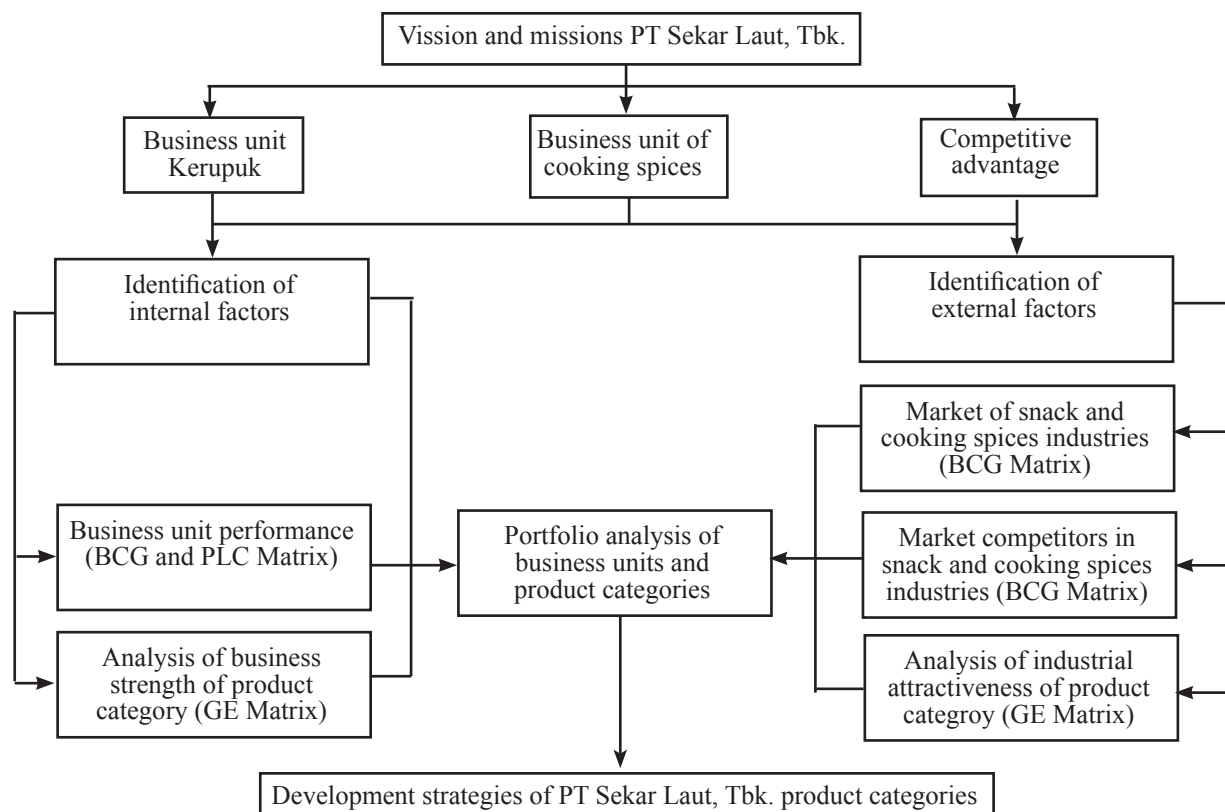 Vission and missions PT Sekar Laut, Tbk.
Business unit
Kerupuk
Business unit of
cooking spices
Competitive
advantage
Identification of
internal factors
Identification of
external factors
Market of snack and
cooking spices industries
(BCG Matrix)
Business unit performance
(BCG and PLC Matrix)
Portfolio analysis of
business units and
product categories
Market competitors in
snack and cooking spices
industries (BCG Matrix)
Analysis of business
strength of product
category (GE Matrix)
Analysis of industrial
attractiveness of product
categroy (GE Matrix)
Development strategies of PT Sekar Laut, Tbk. product categories